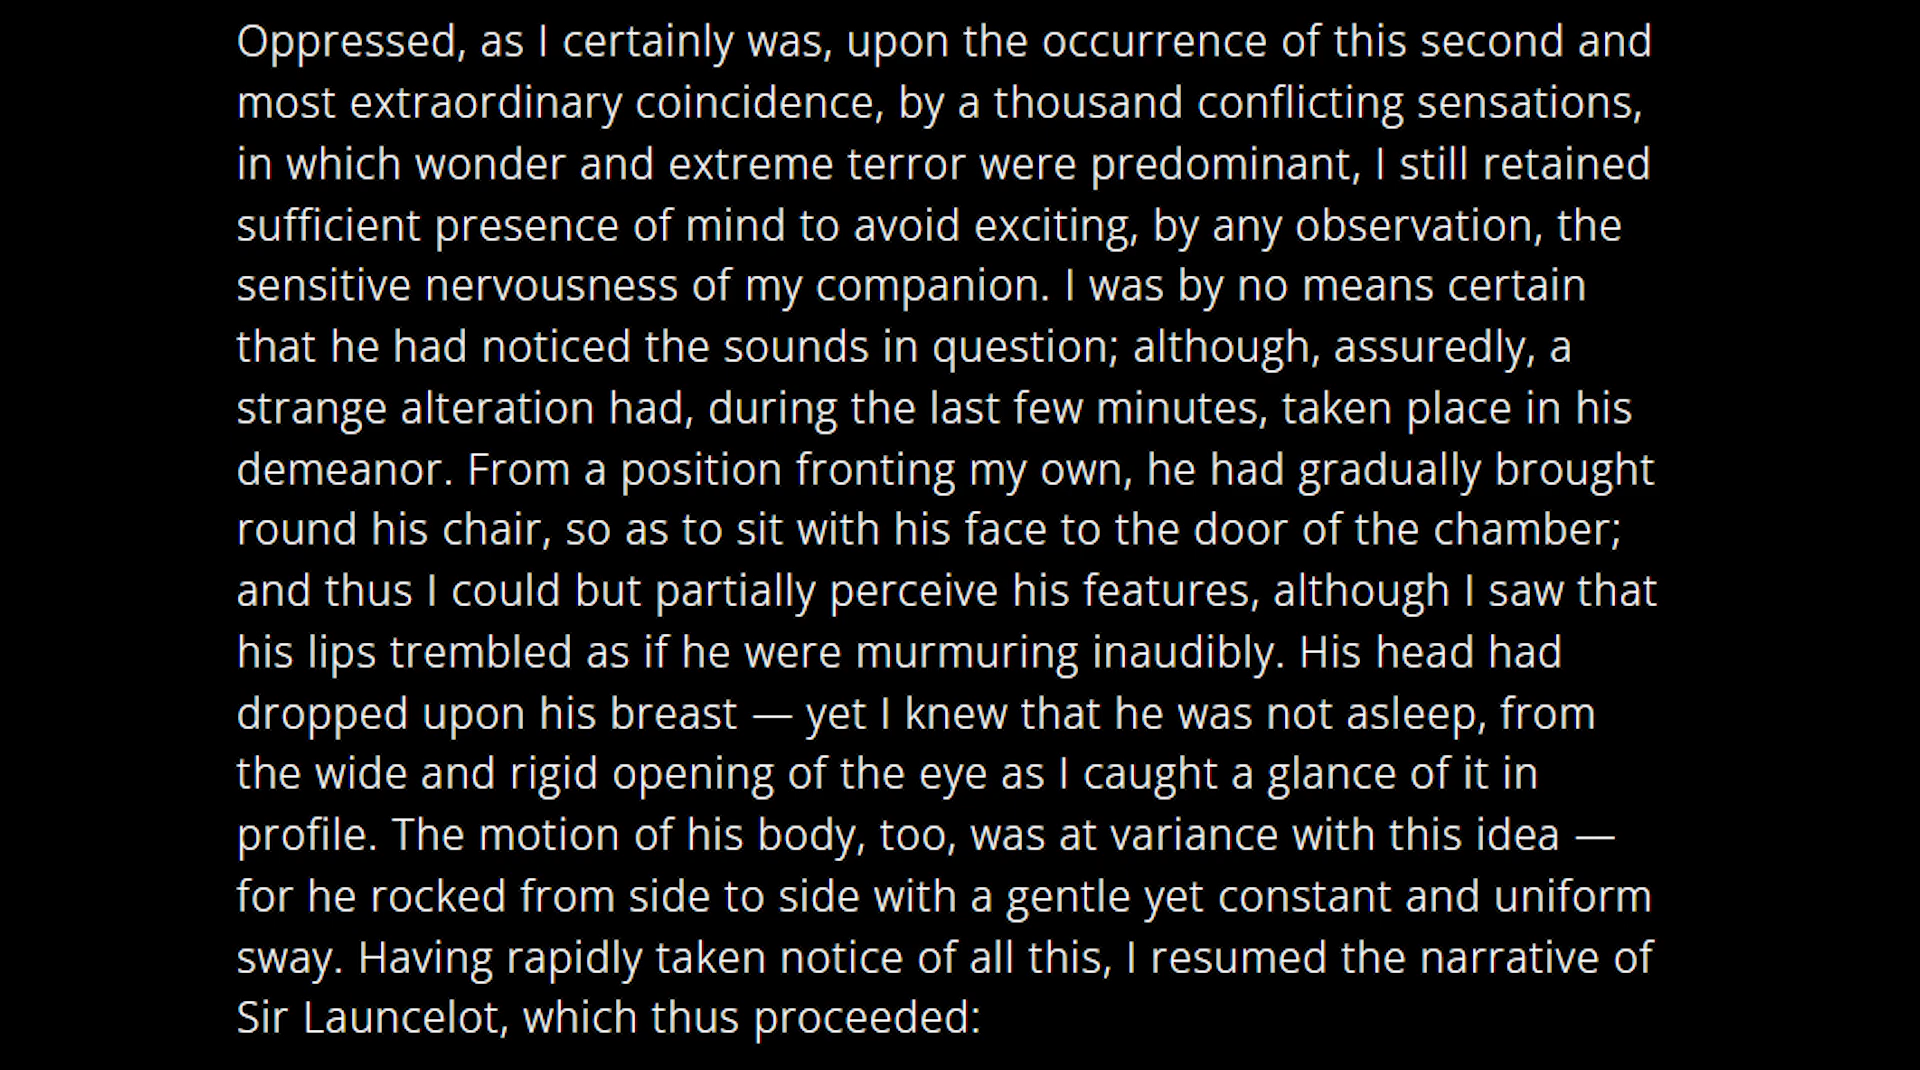 Oppressed, as I certainly was, upon the occurrence of this second and
most extraordinary coincidence, by a thousand conflicting sensations,
in which wonder and extreme terror were predominant, I still retained
sufficient presence of mind to avoid exciting, by any observation, the
sensitive nervousness of my companion. I was by no means certain
that he had noticed the sounds in question; although, assuredly, a
strange alteration had, during the last few minutes, taken place in his
demeanor. From a position fronting my own, he had gradually brought
round his chair, so as to sit with his face to the door of the chamber;
and thus I could but partially perceive his features, although I saw that
his lips trembled as if he were murmuring inaudibly. His head had
dropped upon his breast — yet I knew that he was not asleep, from
the wide and rigid opening of the eye as I caught a glance of it in
profile. The motion of his body, too, was at variance with this idea —
for he rocked from side to side with a gentle yet constant and uniform
sway. Having rapidly taken notice of all this, I resumed the narrative of
Sir Launcelot, which thus proceeded: